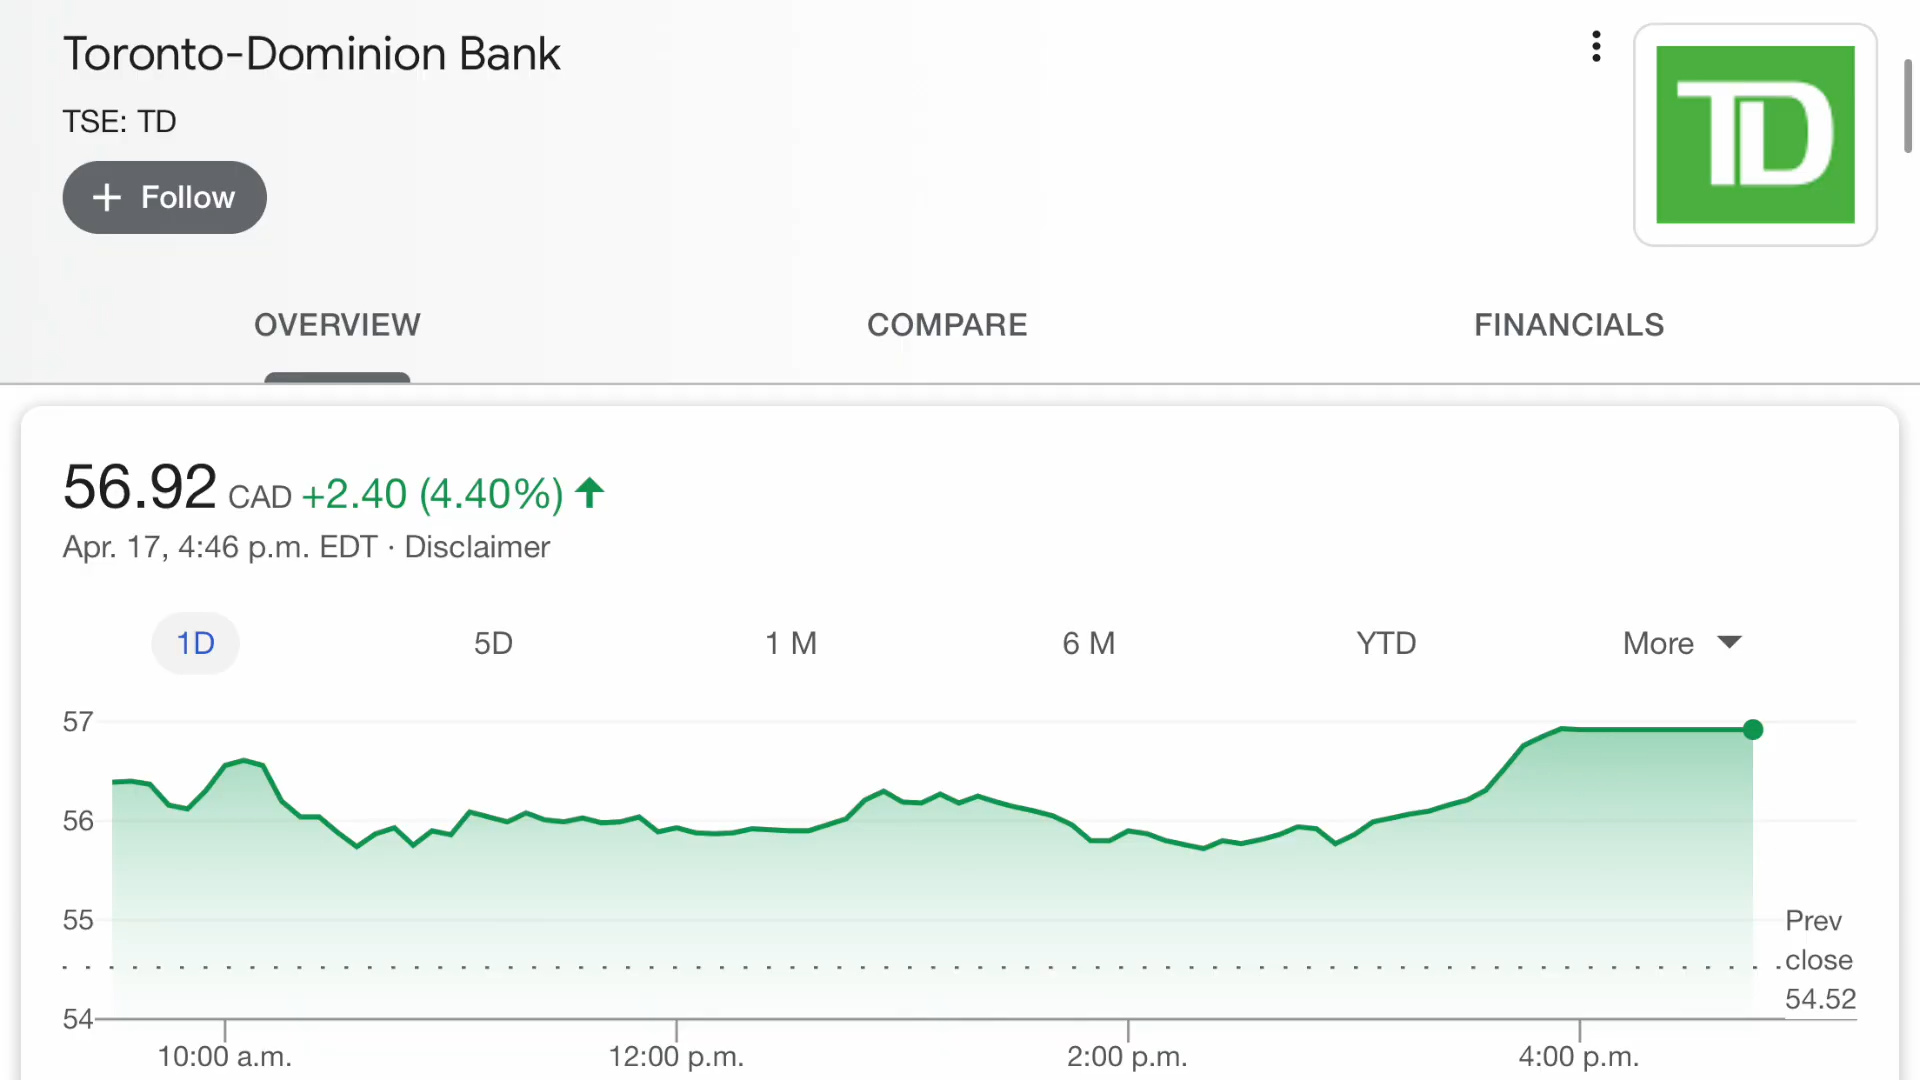 Toronto-Dominion Bank
TSE: TD
+ Follow
TD
OVERVIEW COMPARE FINANCIALS
56.92 CAD +2.40 (4.40%)
Apr. 17, 4:46 p.m. EDT · Disclaimer
1D 5D 1 M 6 M YTD More
57
56
55
54
Prev
close
54.52
10:00 a.m. 12:00 p.m. 2:00 p.m. 4:00 p.m.